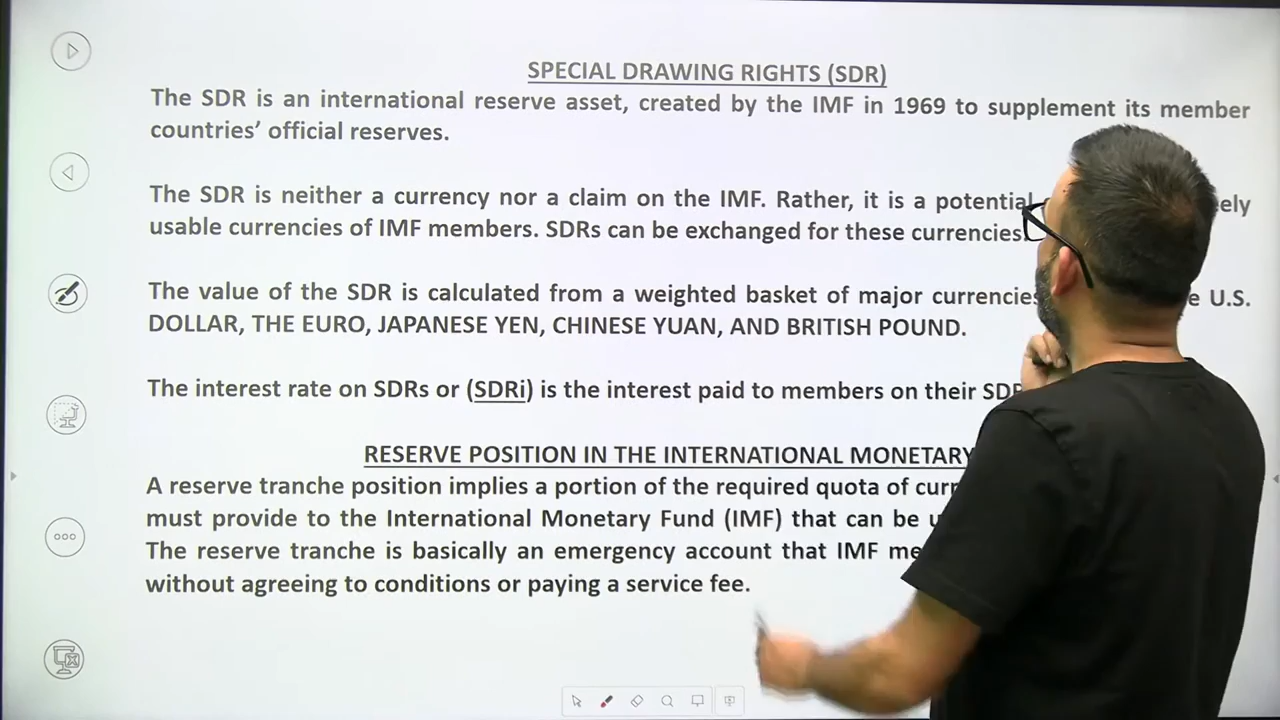 SPECIAL DRAWING RIGHTS (SDR)
The SDR is an international reserve asset, created by the IMF in 1969 to supplement its member
countries’ official reserves.
The SDR is neither a currency nor a claim on the IMF. Rather, it is a potential
usable currencies of IMF members. SDRs can be exchanged for these currencies.
The value of the SDR is calculated from a weighted basket of major currencies U.S.
DOLLAR, THE EURO, JAPANESE YEN, CHINESE YUAN, AND BRITISH POUND.
The interest rate on SDRs or (SDRi) is the interest paid to members on their
RESERVE POSITION IN THE INTERNATIONAL MONETARY
A reserve tranche position implies a portion of the required quota of
must provide to the International Monetary Fund (IMF) that can be
The reserve tranche is basically an emergency account that IMF
without agreeing to conditions or paying a service fee.